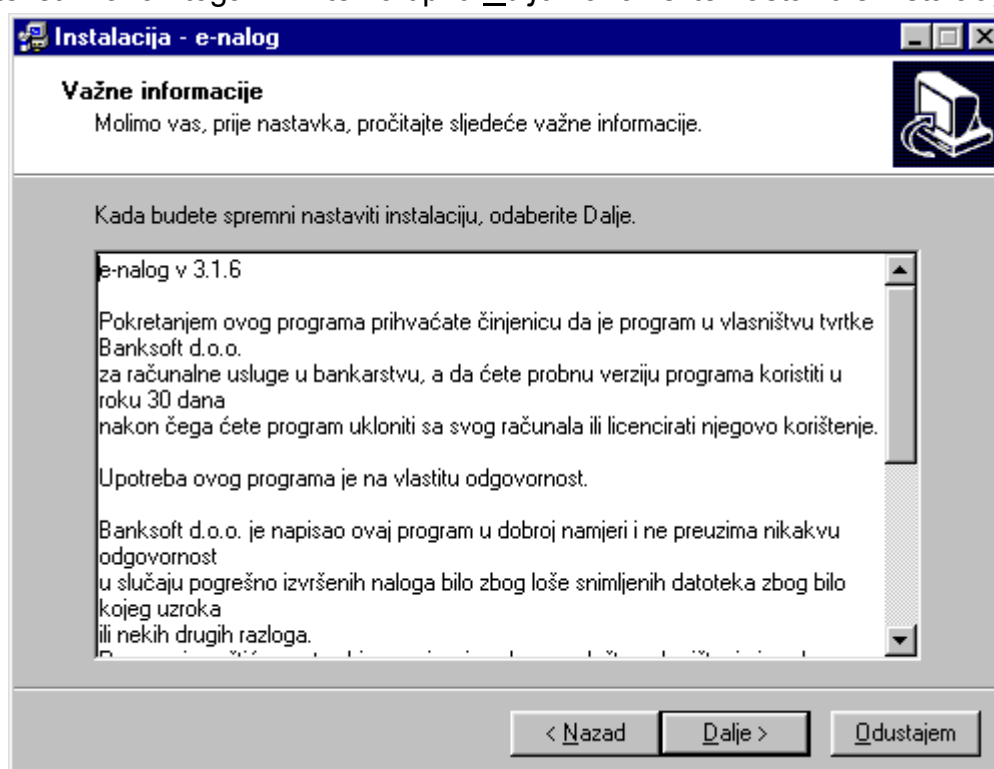 Instalacija - e-nalog
Važne informacije
Molimo vas, prije nastavka, pročitajte sljedeće važne informacije.
Kada budete spremni nastaviti instalaciju, odaberite Dalje.
e-nalog v 3.1.6
Pokretanjem ovog programa prihvaćate činjenicu da je program u vlasništvu tvrtke
Banksoft d.o.o.
za računalne usluge u bankarstvu, a da ćete probnu verziju programa koristiti u
roku 30 dana
nakon čega ćete program ukloniti sa svog računala ili licencirati njegovo korištenje.
Upotreba ovog programa je na vlastitu odgovornost.
Banksoft d.o.o. je napisao ovaj program u dobroj namjeri i ne preuzima nikakvu
odgovornost
u slučaju pogrešno izvršenih naloga bilo zbog loše snimljenih datoteka zbog bilo
kojeg uzroka
ili nekih drugih razloga.
< Nazad
Dalje >
Odustajem